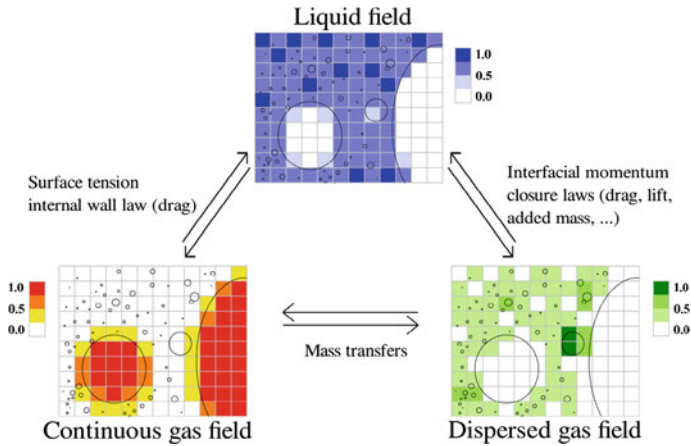 Liquid field
1.0
0.5
0.0
Surface tension
internal wall law (drag)
Interfacial momentum
closure laws (drag, lift,
added mass, ...)
1.0
0.5
0.0
1.0
0.5
0.0
Mass transfers
Continuous gas field
Dispersed gas field